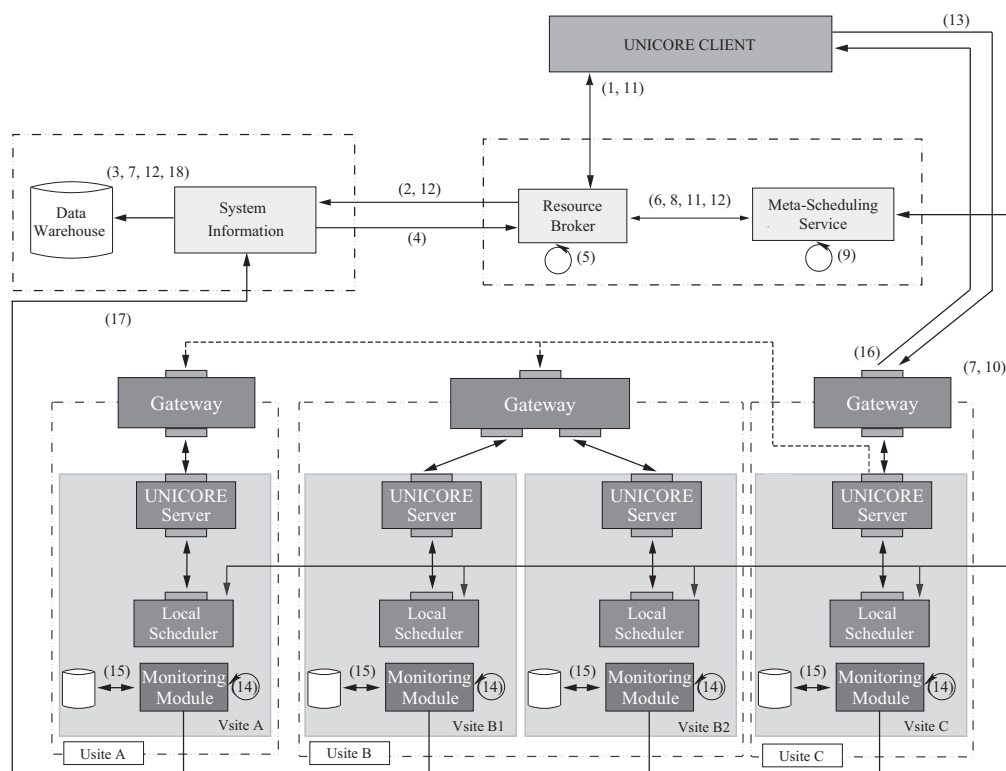 (13)
UNICORE CLIENT
(1, 11)
(3, 7, 12, 18)
Data
Warehouse
System
Information
(2, 12)
(4)
Resource
Broker
(5)
(6, 8, 11, 12)
Meta-Scheduling
Service
(9)
(17)
(16)
(7, 10)
Gateway
Gateway
Gateway
UNICORE
Server
UNICORE
Server
UNICORE
Server
UNICORE
Server
Local
Scheduler
Local
Scheduler
Local
Scheduler
Local
Scheduler
(15)
Monitoring
Module
(14)
(15)
Monitoring
Module
(14)
(15)
Monitoring
Module
(14)
(15)
Monitoring
Module
(14)
Vsite A
Vsite B1
Vsite B2
Vsite C
Usite A
Usite B
Usite C